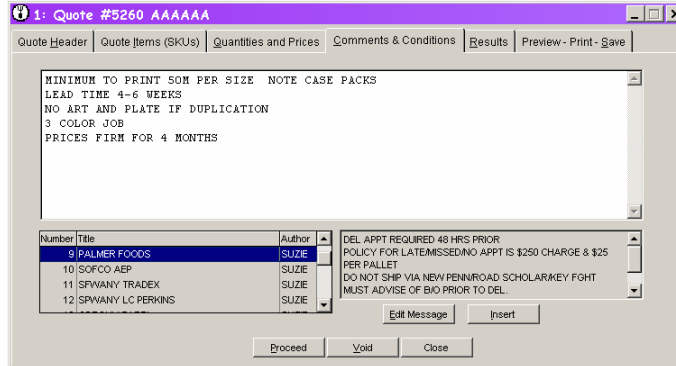 1: Quote #5260 AAAAAA
Quote Header Quote Items (SKUs) Quantities and Prices Comments & Conditions Results Preview - Print - Save
MINIMUM TO PRINT 50M PER SIZE NOTE CASE PACKS
LEAD TIME 4-6 WEEKS
NO ART AND PLATE IF DUPLICATION
3 COLOR JOB
PRICES FIRM FOR 4 MONTHS
Number Title Author
9 PALMER FOODS SUZIE
10 SOFCO AEP SUZIE
11 SFWANY TRADEX SUZIE
12 SPWANY LC PERKINS SUZIE
DEL APPT REQUIRED 48 HRS PRIOR
POLICY FOR LATE/MISSED/NO APPT IS $250 CHARGE & $25
PER PALLET
DO NOT SHIP VIA NEW PENN/ROAD SCHOLAR/KEY FGHT
MUST ADVISE OF B/O PRIOR TO DEL.
Edit Message Insert
Proceed Void Close